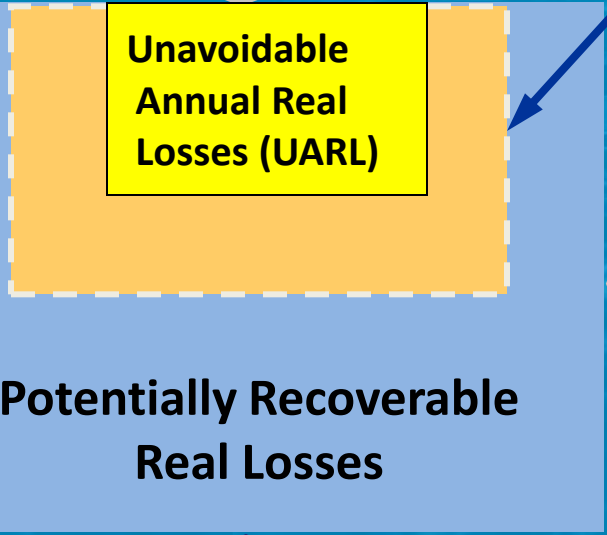 Unavoidable
Annual Real
Losses (UARL)
Potentially Recoverable
Real Losses